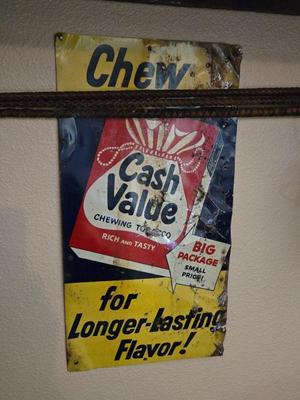 Chew
Cash
Value
CHEWING TOBACCO
RICH AND TASTY
BIG
PACKAGE
SMALL
PRICE!
for
Longer-Lasting
Flavor!